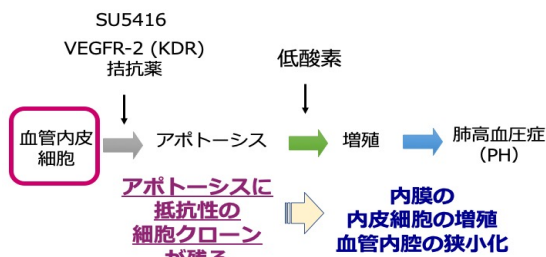 SU5416
VEGFR-2 (KDR)
拮抗薬
低酸素
血管内皮
細胞
アポトーシス
増殖
肺高血圧症
（PH）
アポトーシスに
抵抗性の
細胞クローン
が残る
内膜の
内皮細胞の増殖
血管内腔の狭小化